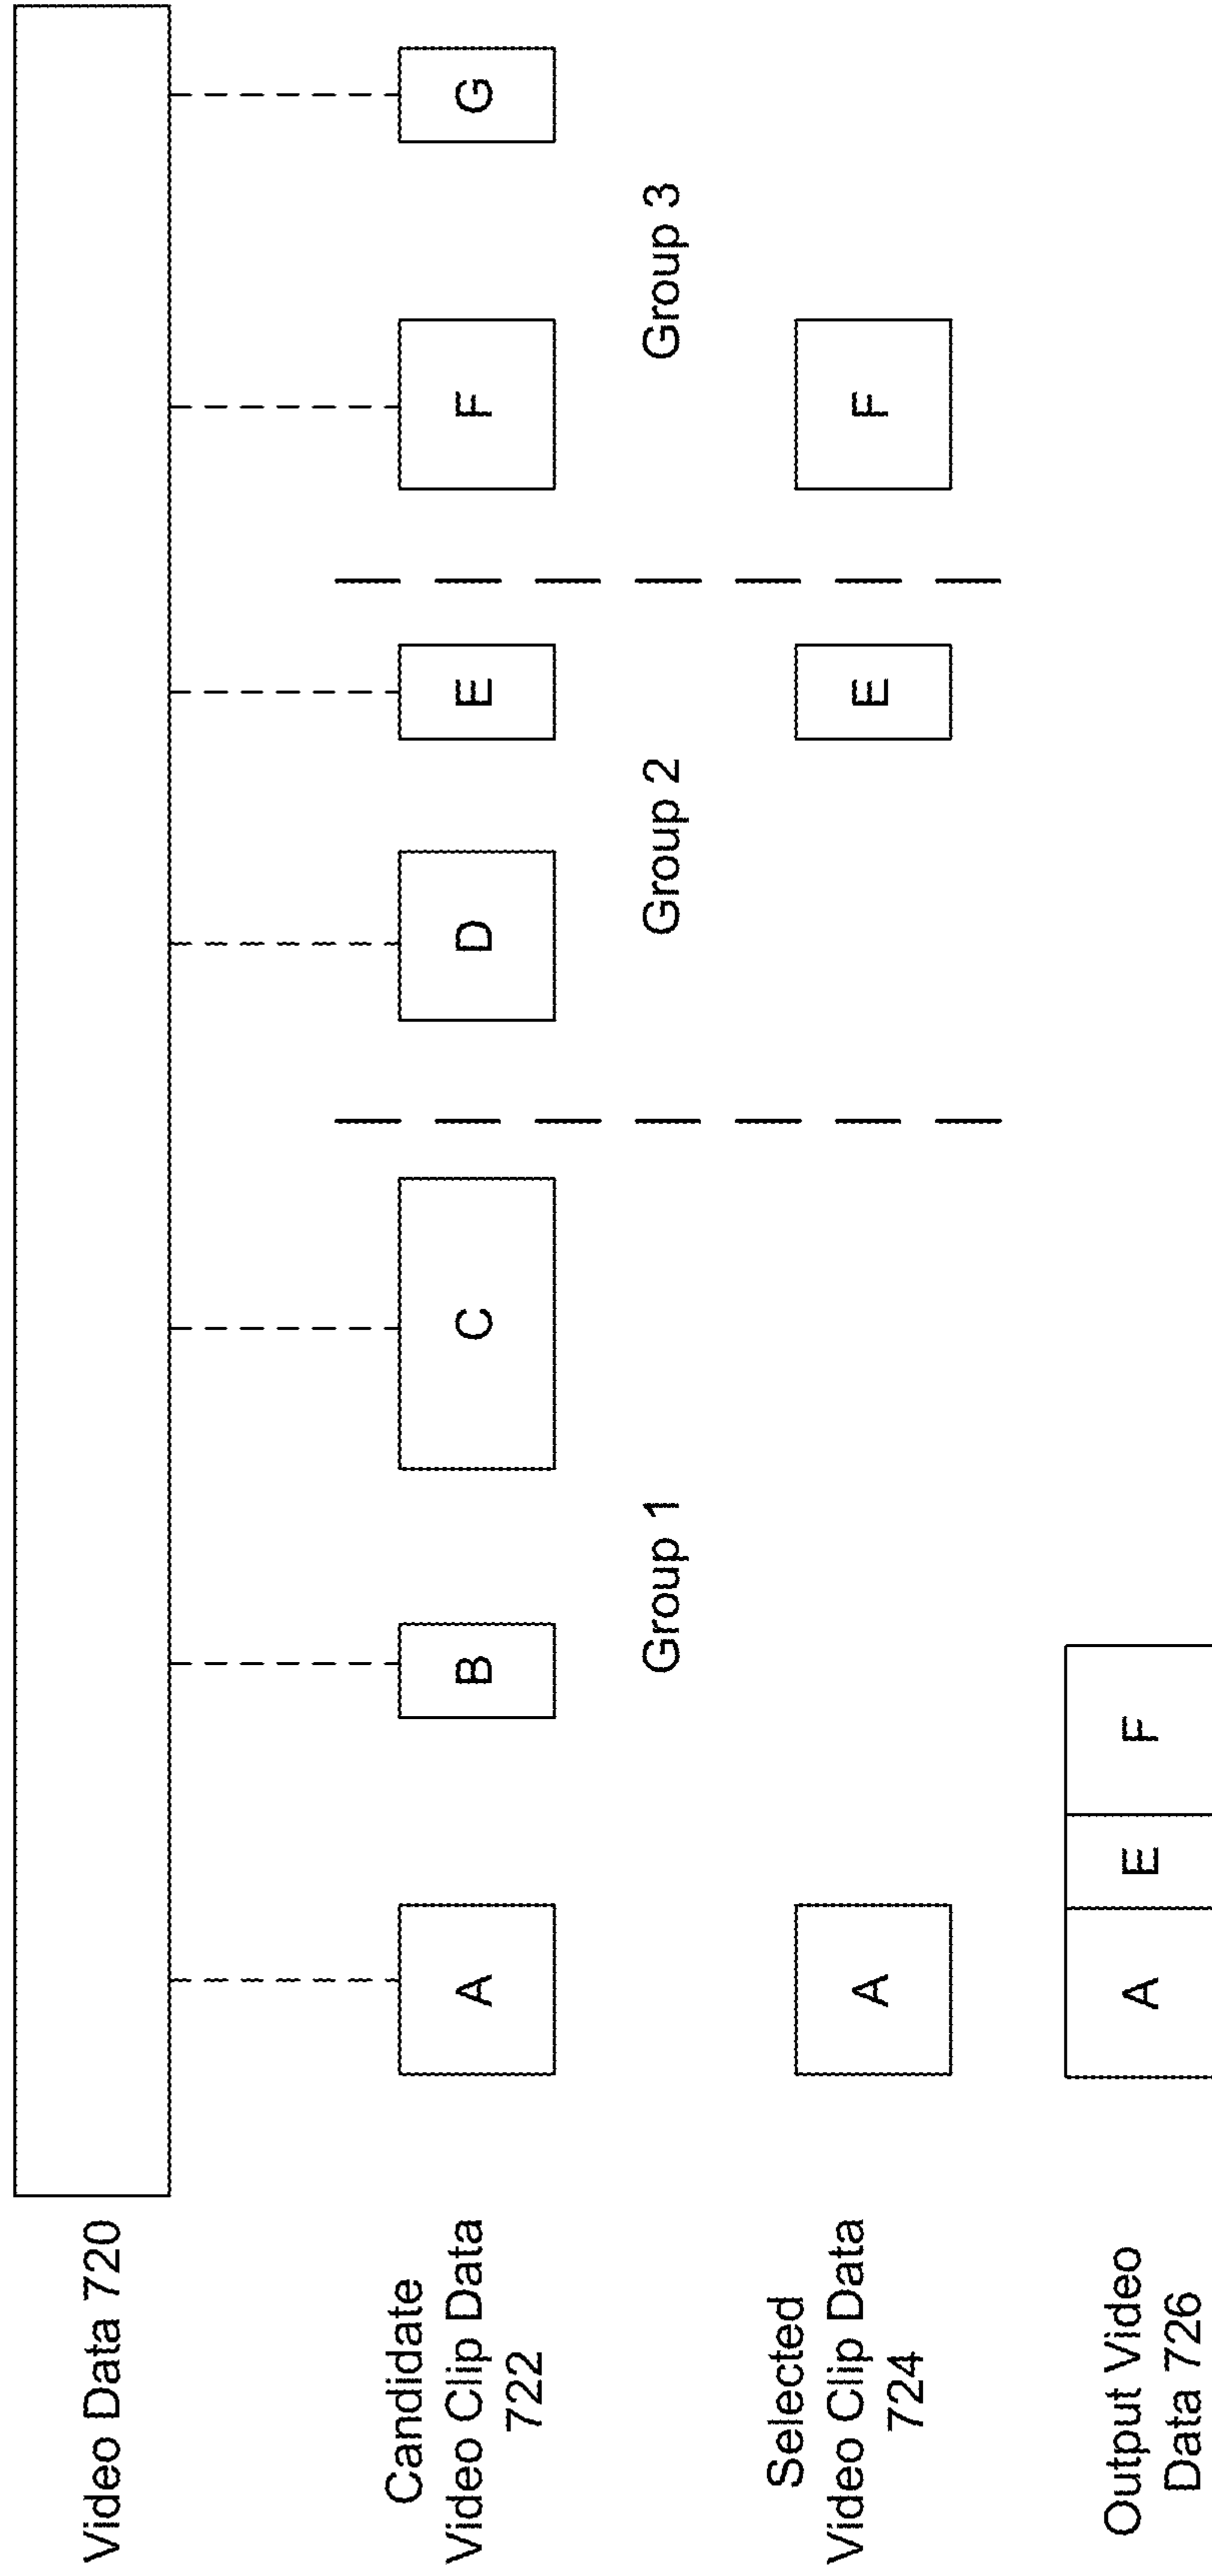 Video Data 720
Candidate
Video Clip Data
722
A
B
C
D
E
F
G
Group 1
Group 2
Group 3
Selected
Video Clip Data
724
A
E
F
Output Video
Data 726
A
E
F